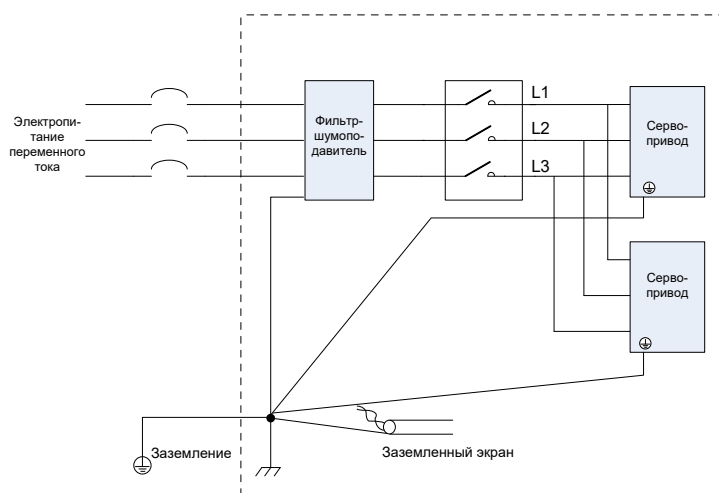 Электропи-
тание
переменного
тока
Фильтр-
шумопо-
давитель
L1
L2
L3
Серво-
привод
Серво-
привод
Заземление
Заземленный экран